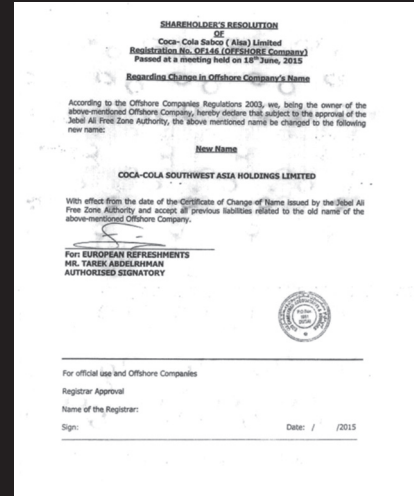 SHAREHOLDER'S RESOLUTION
OF
Coca- Cola Sabco ( Aisa) Limited
Registration No. OF146 (OFFSHORE Company)
Passed at a meeting held on 18th June, 2015
Regarding Change in Offshore Company's Name
According to the Offshore Companies Regulations 2003, we, being the owner of the
above-mentioned Offshore Company, hereby declare that subject to the approval of the
Jebel Ali Free Zone Authority, the above mentioned name be changed to the following
new name:
New Name
COCA-COLA SOUTHWEST ASIA HOLDINGS LIMITED
With effect from the date of the Certificate of Change of Name issued by the Jebel Ali
Free Zone Authority and accept all previous liabilities related to the old name of the
above-mentioned Offshore Company.
For: EUROPEAN REFRESHMENTS
MR. TAREK ABDELRHMAN
AUTHORISED SIGNATORY
For official use and Offshore Companies
Registrar Approval
Name of the Registrar:
Sign:
Date: / /2015